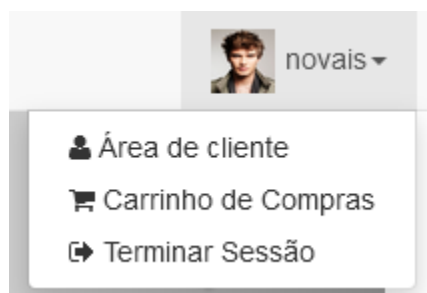 novais
Área de cliente
Carrinho de Compras
Terminar Sessão